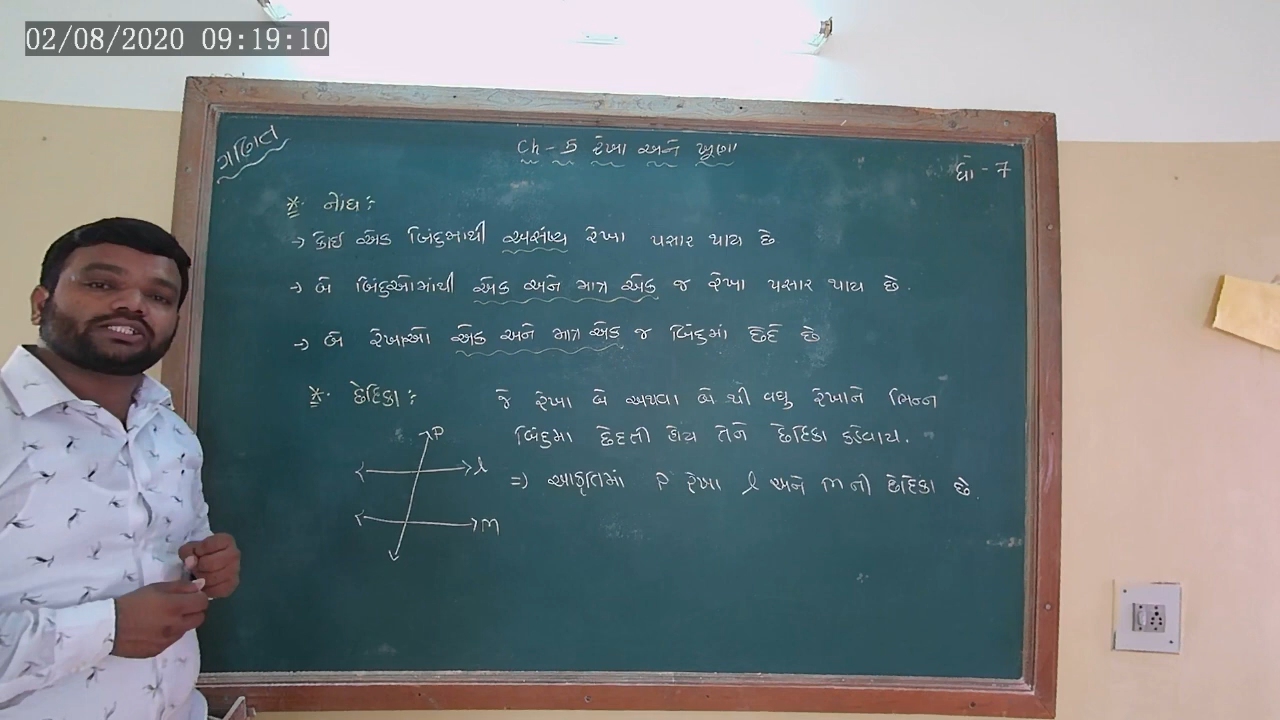 02/08/2020 09:19:10
ગણિત
Ch - 5 રેખા અને ખૂણા
ધો - 7
* નોંધ :
→ કોઈ એક બિંદુમાથી અસંખ્ય રેખા પસાર થાય છે
→ બે બિંદુઓમાંથી એક અને માત્ર એક જ રેખા પસાર થાય છે.
→ બે રેખાઓ એક અને માત્ર એક જ બિંદુમાં છેદે છે
* છેદિકા : જે રેખા બે અથવા બે થી વધુ રેખાને ભિન્ન
બિંદુમા છેદતી હોય તેને છેદિકા કહેવાય.
⇒ આકૃતિમાં P રેખા l અને m ની છેદિકા છે.
P
l
m